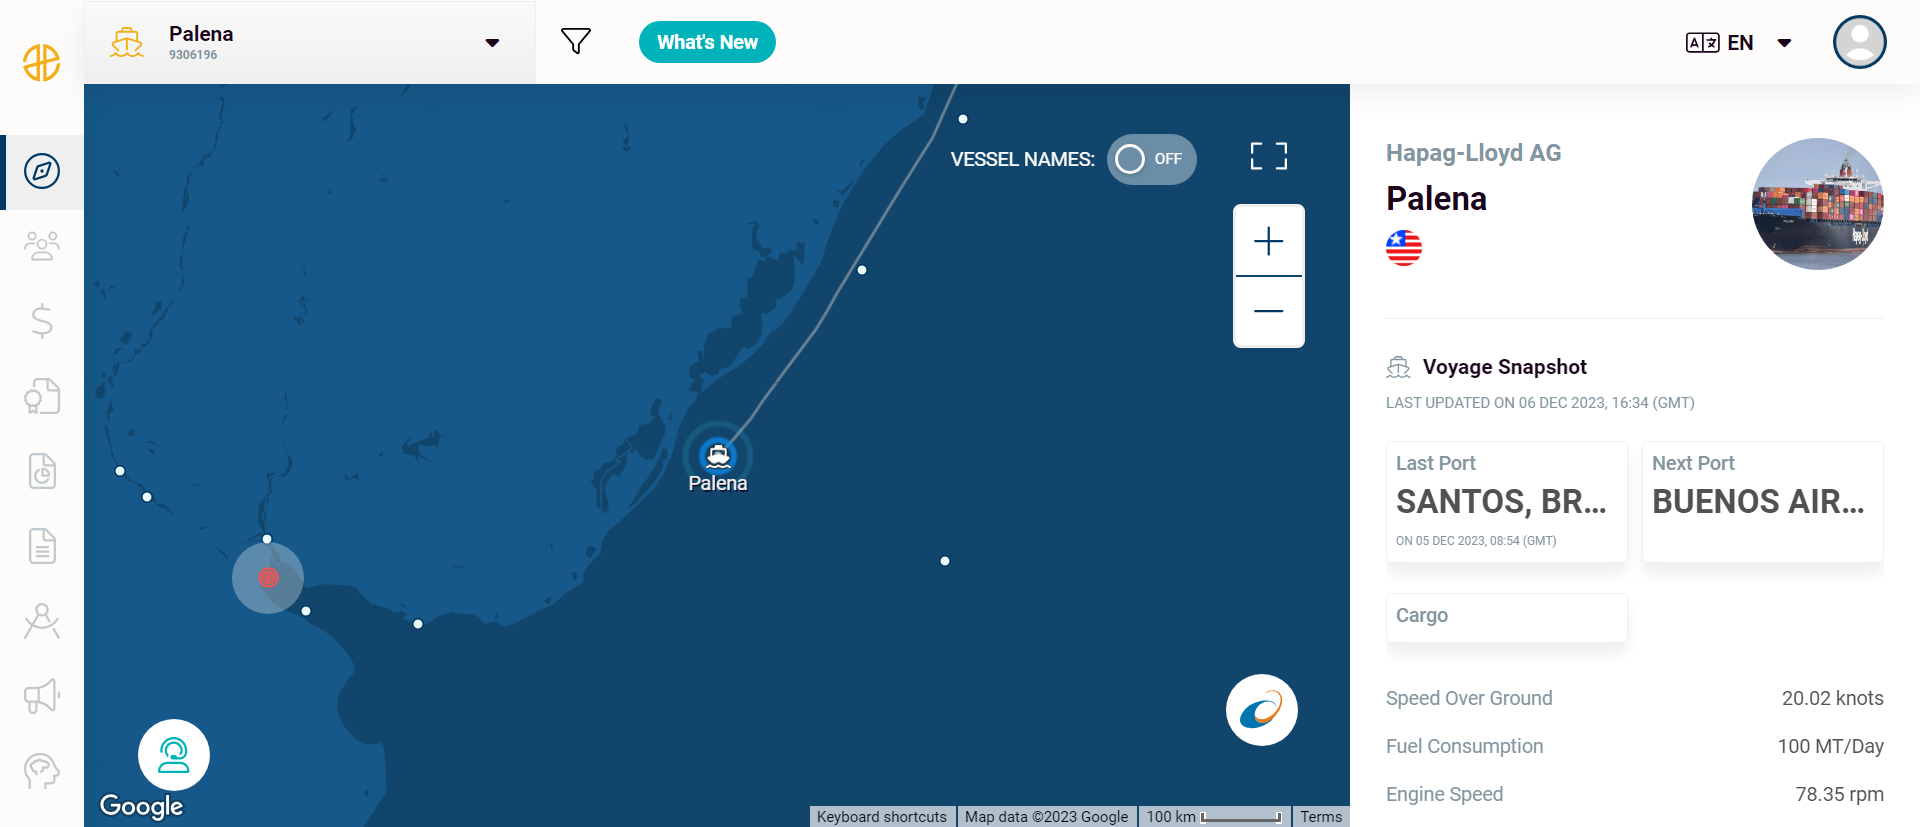 Palena
9306196
What's New
EN
VESSEL NAMES:
OFF
Palena
Google
Keyboard shortcuts
Map data ©2023 Google
100 km
Terms
Hapag-Lloyd AG
Palena
Voyage Snapshot
LAST UPDATED ON 06 DEC 2023, 16:34 (GMT)
Last Port
SANTOS, BR...
ON 05 DEC 2023, 08:54 (GMT)
Next Port
BUENOS AIR...
Cargo
Speed Over Ground
20.02 knots
Fuel Consumption
100 MT/Day
Engine Speed
78.35 rpm